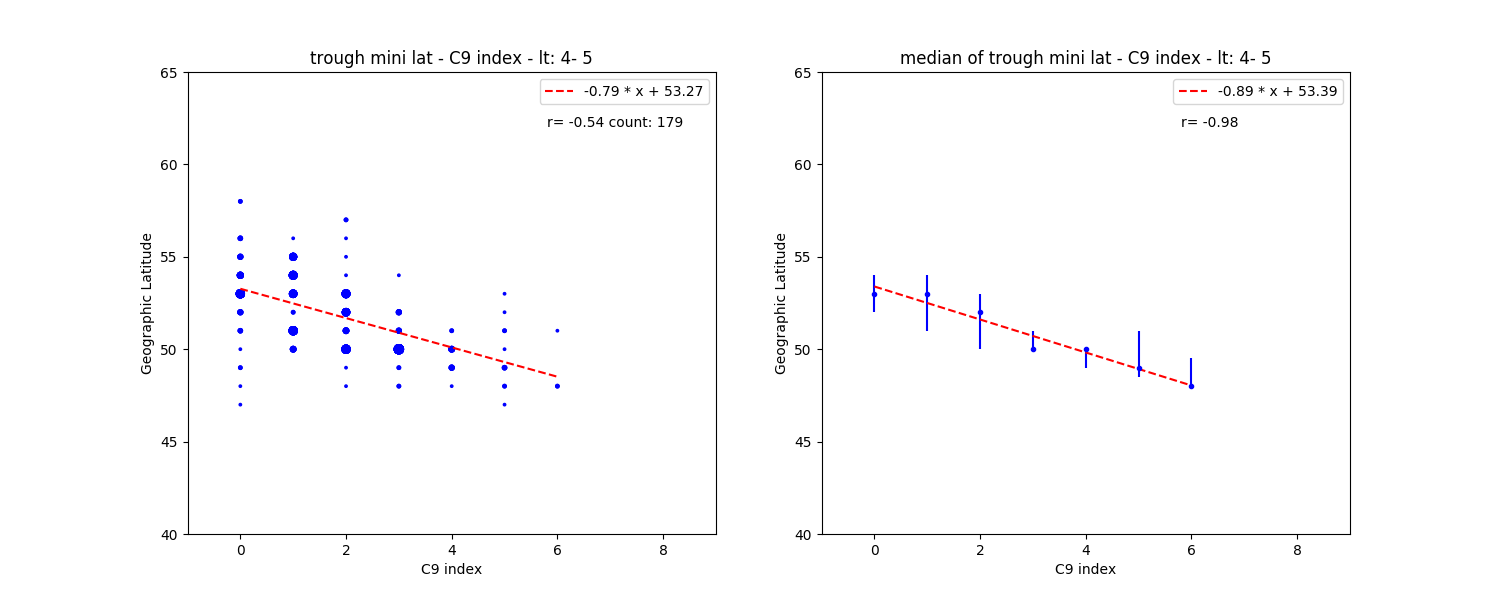 trough mini lat - C9 index - lt: 4- 5
65
60
55
50
45
40
Geographic Latitude
-0.79 * x + 53.27
r= -0.54 count: 179
0 2 4 6 8
C9 index
median of trough mini lat - C9 index - lt: 4- 5
65
60
55
50
45
40
Geographic Latitude
-0.89 * x + 53.39
r= -0.98
0 2 4 6 8
C9 index